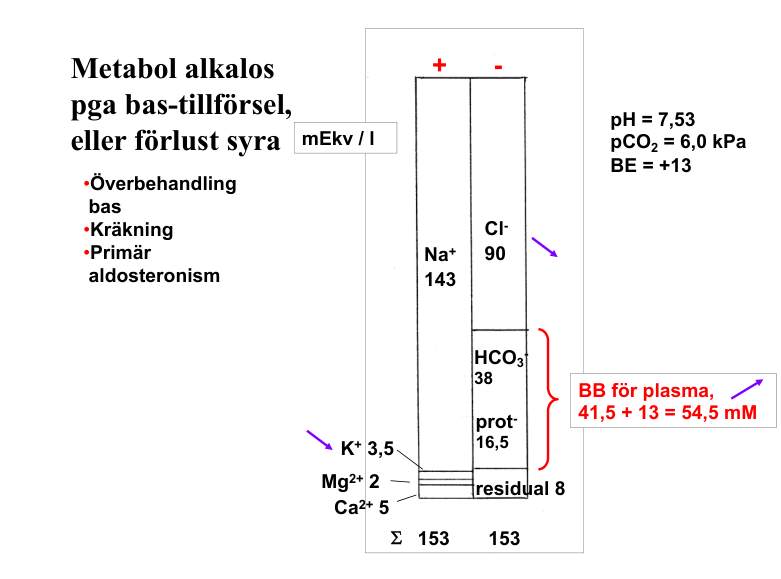 Metabol alkalos
pga bas-tillförsel,
eller förlust syra
•Överbehandling
bas
•Kräkning
•Primär
aldosteronism
mEkv / l
+ -
pH = 7,53
pCO₂ = 6,0 kPa
BE = +13
Na⁺
143
Cl⁻
90
HCO₃⁻
38
prot⁻
16,5
BB för plasma,
41,5 + 13 = 54,5 mM
K⁺ 3,5
Mg²⁺ 2
Ca²⁺ 5
residual 8
Σ 153 153